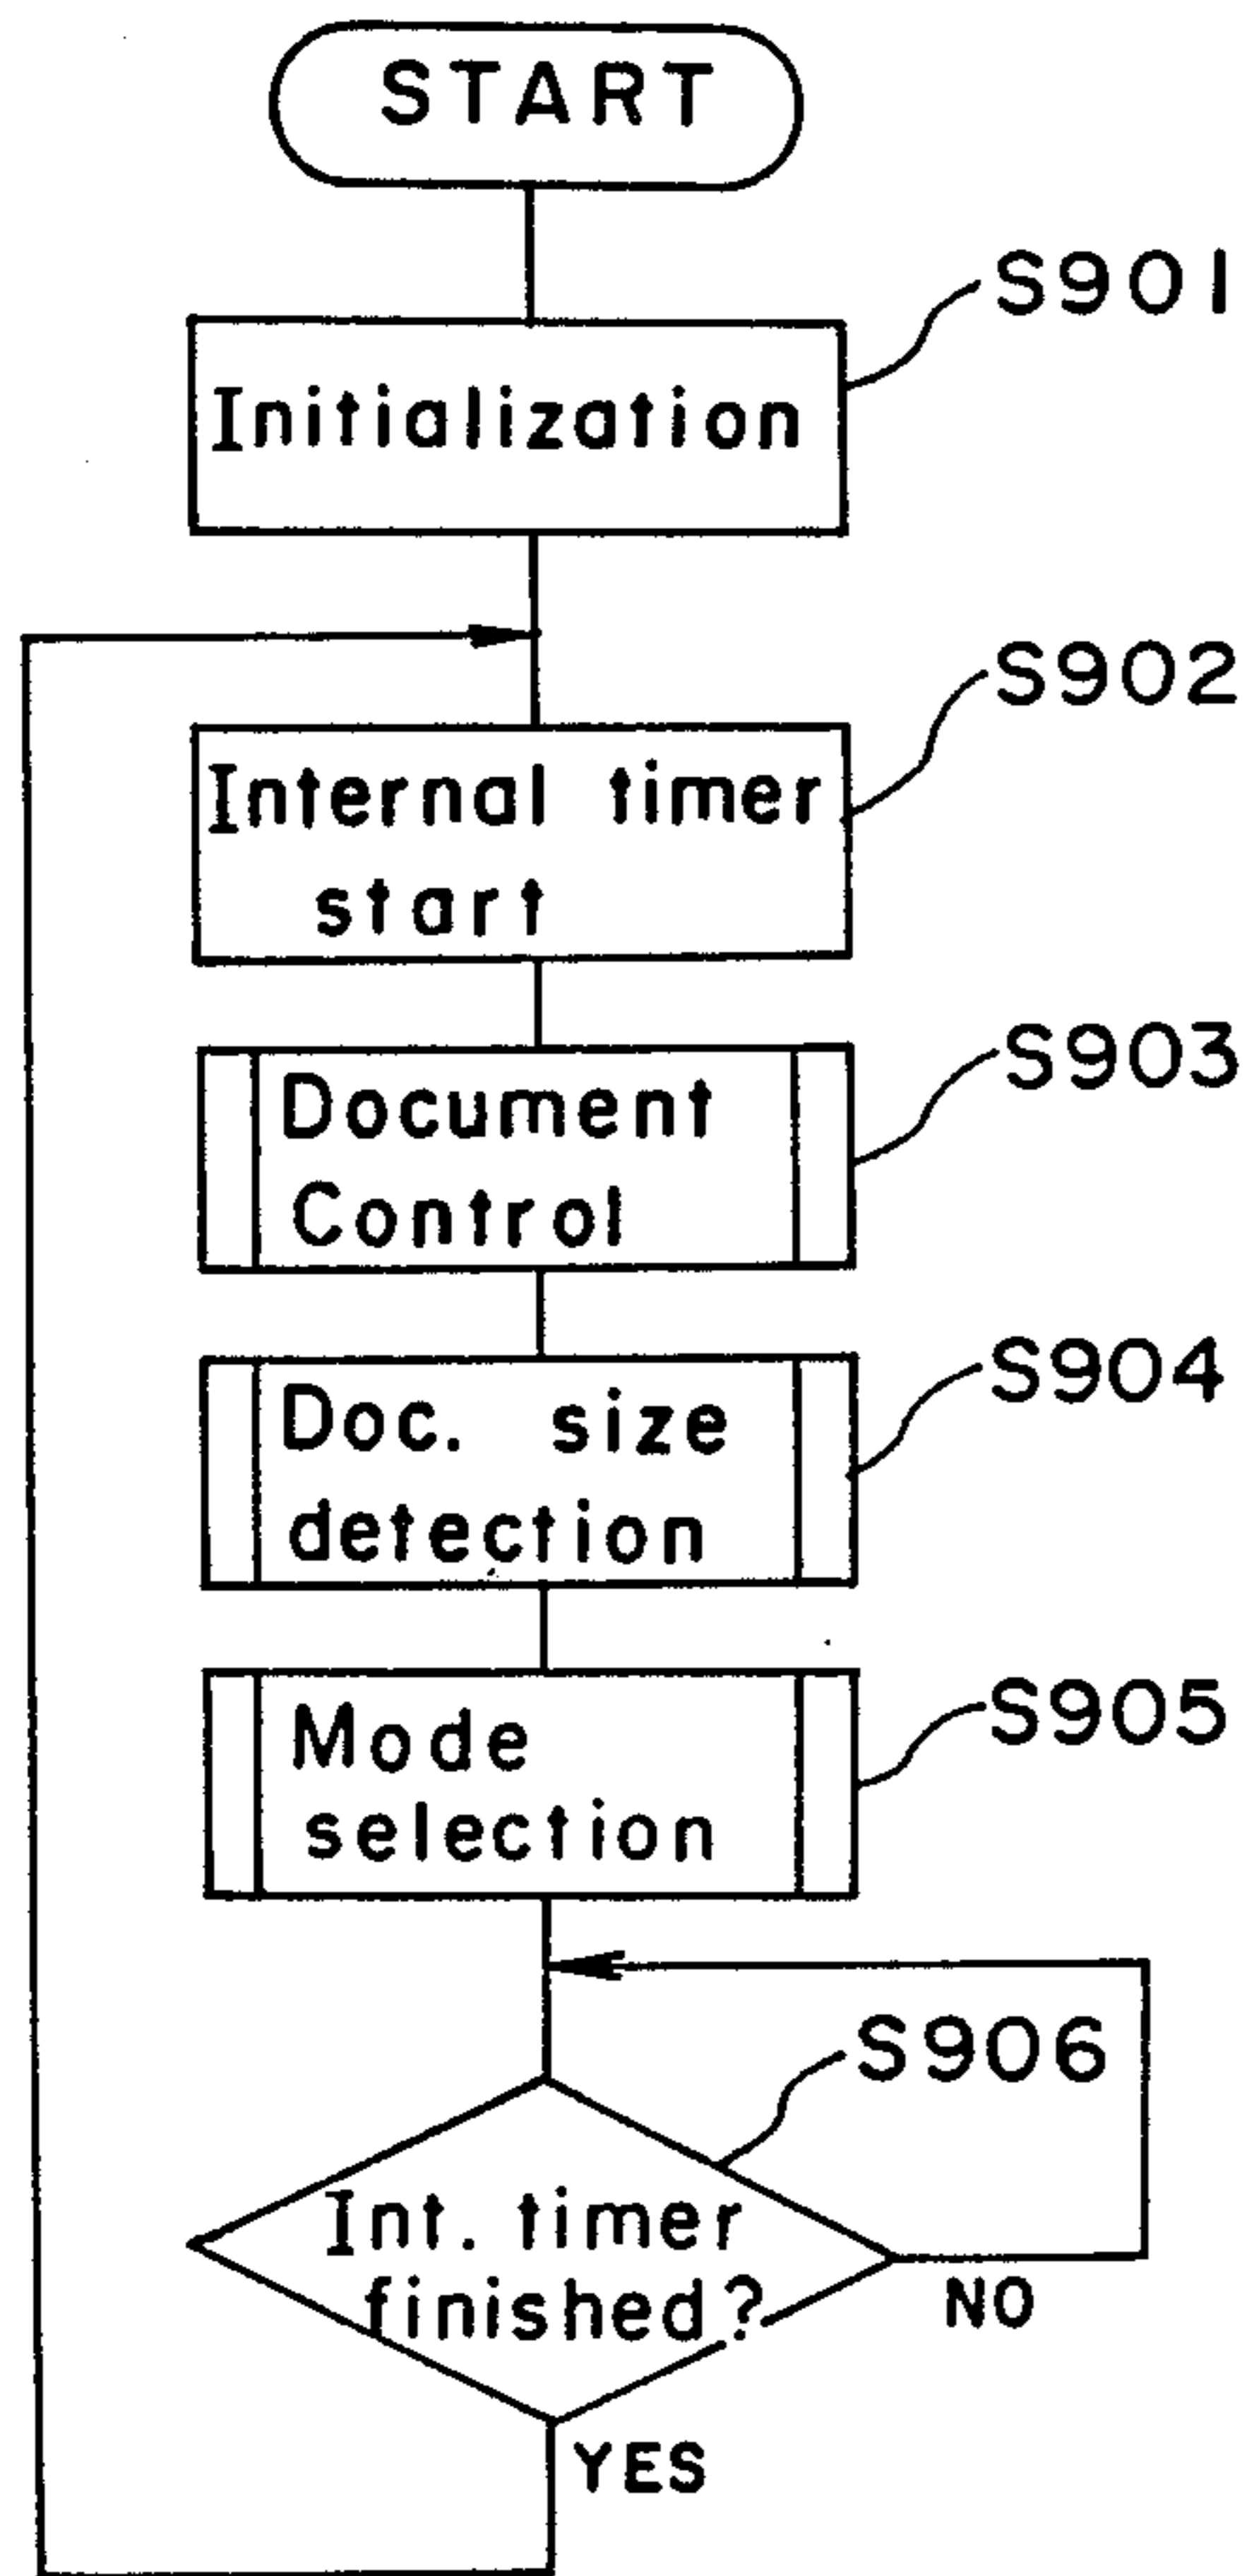 START
S901
Initialization
S902
Internal timer
start
S903
Document
Control
S904
Doc. size
detection
S905
Mode
selection
S906
Int. timer
finished?
NO
YES